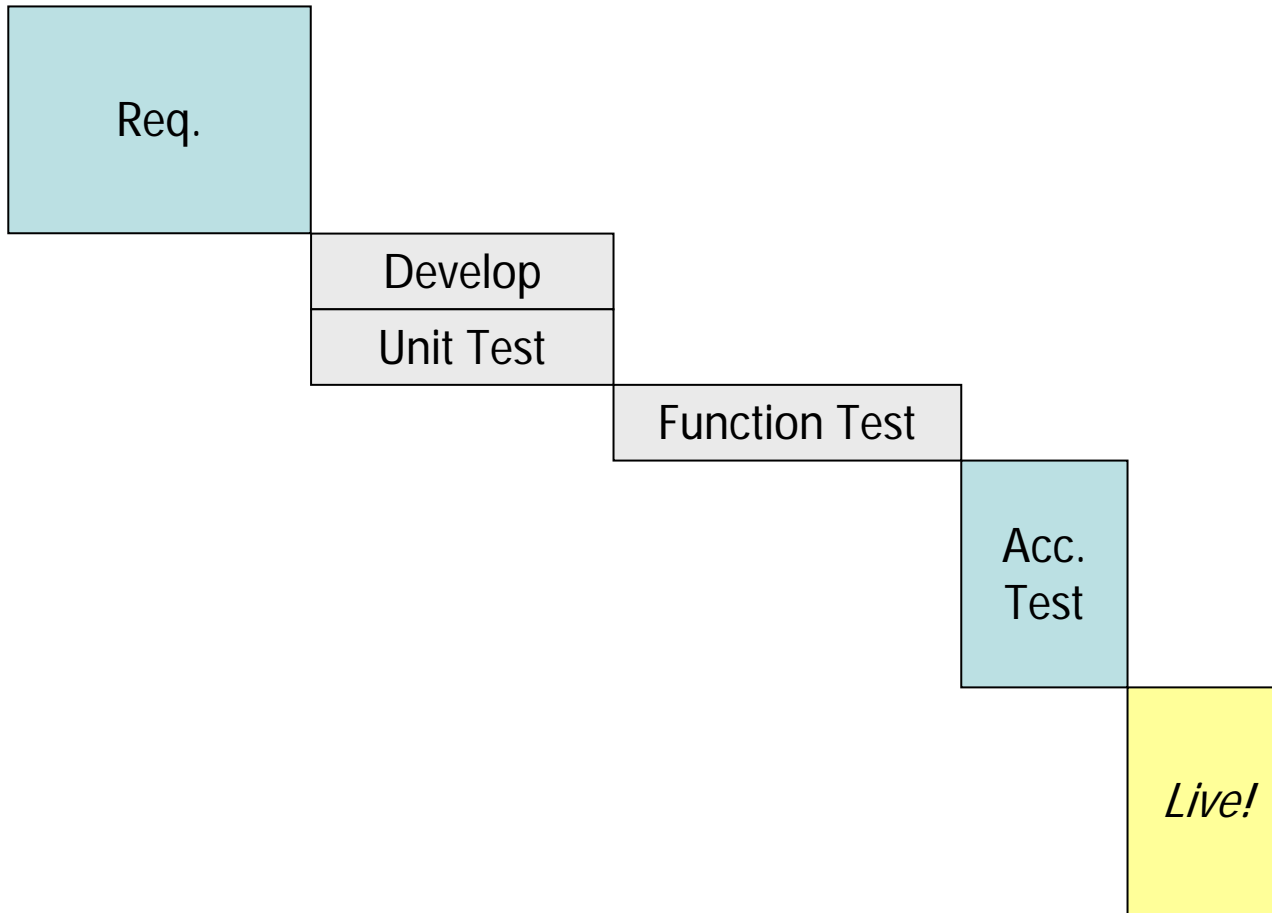 Req.
Develop
Unit Test
Function Test
Acc.
Test
Live!